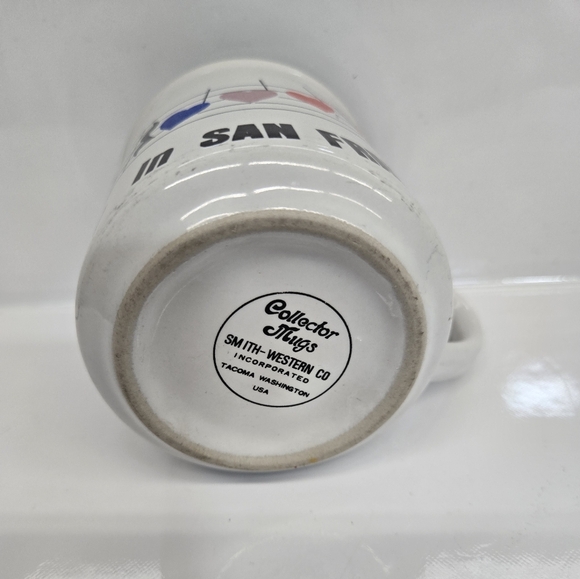 In SAN FR
Collector
Mugs
SMITH-WESTERN CO
INCORPORATED
TACOMA WASHINGTON
USA